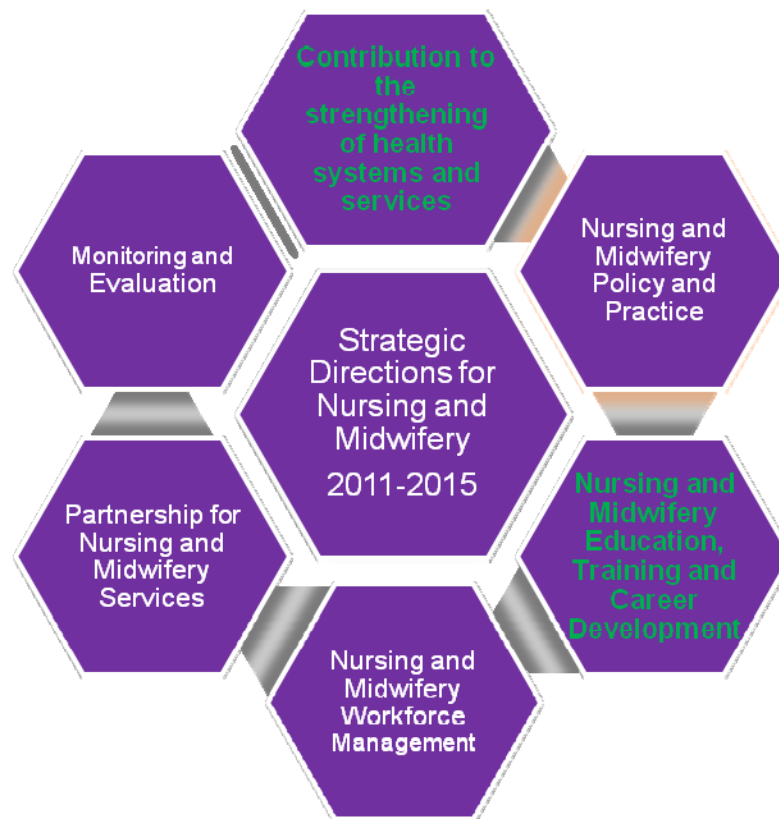 Contribution to
the
strengthening
of health
systems and
services
Nursing and
Midwifery
Policy and
Practice
Nursing and
Midwifery
Education,
Training and
Career
Development
Nursing and
Midwifery
Workforce
Management
Partnership for
Nursing and
Midwifery
Services
Monitoring and
Evaluation
Strategic
Directions for
Nursing and
Midwifery
2011-2015